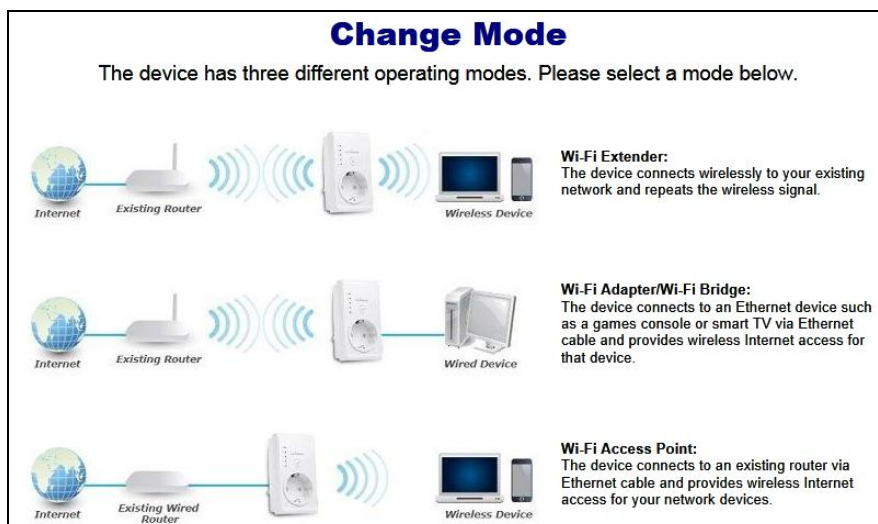 Change Mode
The device has three different operating modes. Please select a mode below.
Internet
Existing Router
Wireless Device
Wi-Fi Extender:
The device connects wirelessly to your existing
network and repeats the wireless signal.
Internet
Existing Router
Wired Device
Wi-Fi Adapter/Wi-Fi Bridge:
The device connects to an Ethernet device such
as a games console or smart TV via Ethernet
cable and provides wireless Internet access for
that device.
Internet
Existing Wired
Router
Wireless Device
Wi-Fi Access Point:
The device connects to an existing router via
Ethernet cable and provides wireless Internet
access for your network devices.